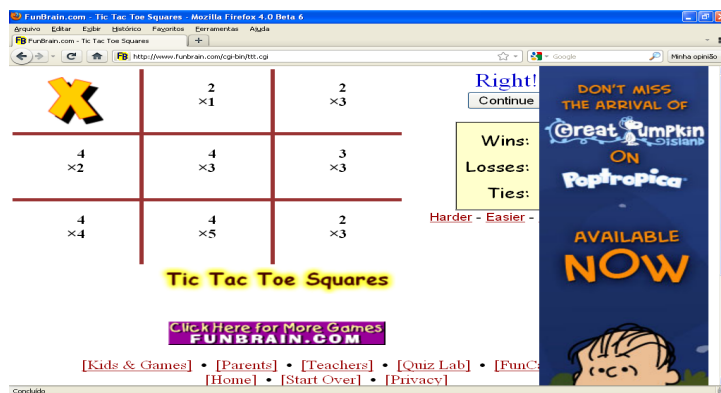 FunBrain.com - Tic Tac Toe Squares - Mozilla Firefox 4.0 Beta 6
Arquivo Editar Exibir Histórico Favoritos Ferramentas Ajuda
FB FunBrain.com - Tic Tac Toe Squares +
FB http://www.funbrain.com/cgi-bin/ttt.cgi Google Minha opinião
X 2 ×1 2 ×3
4 ×2 4 ×3 3 ×3
4 ×4 4 ×5 2 ×3
Tic Tac Toe Squares
Click Here for More Games
FUNBRAIN.COM
Right!
Continue
Wins:
Losses:
Ties:
Harder - Easier -
DON'T MISS
THE ARRIVAL OF
Great Pumpkin
Island
ON
Poptropica
AVAILABLE
NOW
[Kids & Games] • [Parents] • [Teachers] • [Quiz Lab] • [FunCa
[Home] • [Start Over] • [Privacy]
Concluído